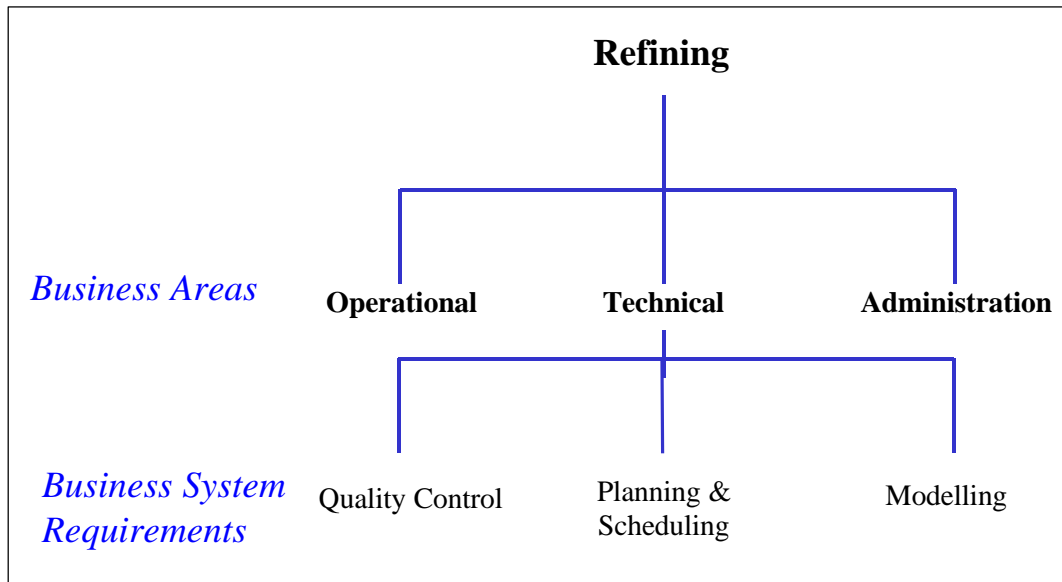 Refining
Business Areas
Operational
Technical
Administration
Business System
Requirements
Quality Control
Planning &
Scheduling
Modelling